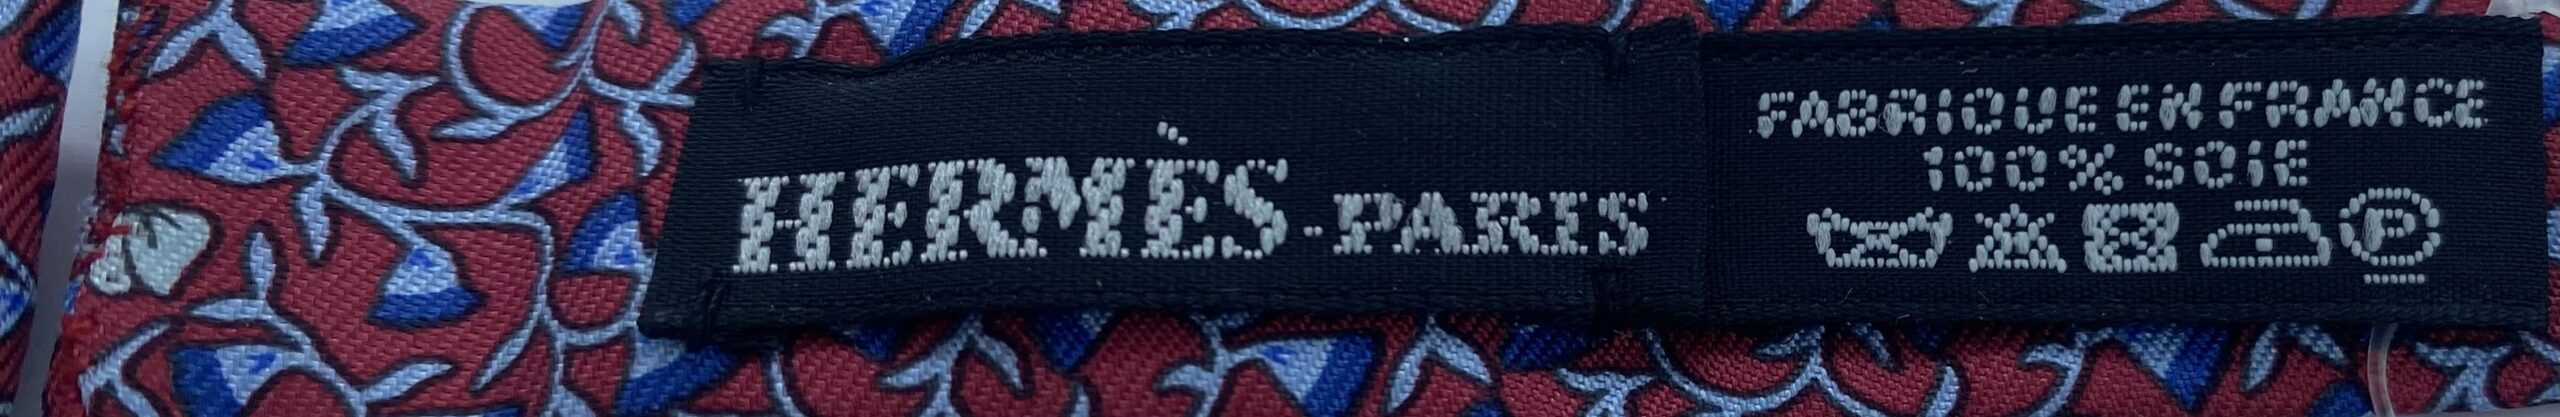 HERMÈS-PARIS
FABRIQUE EN FRANCE
100% SOIE
P